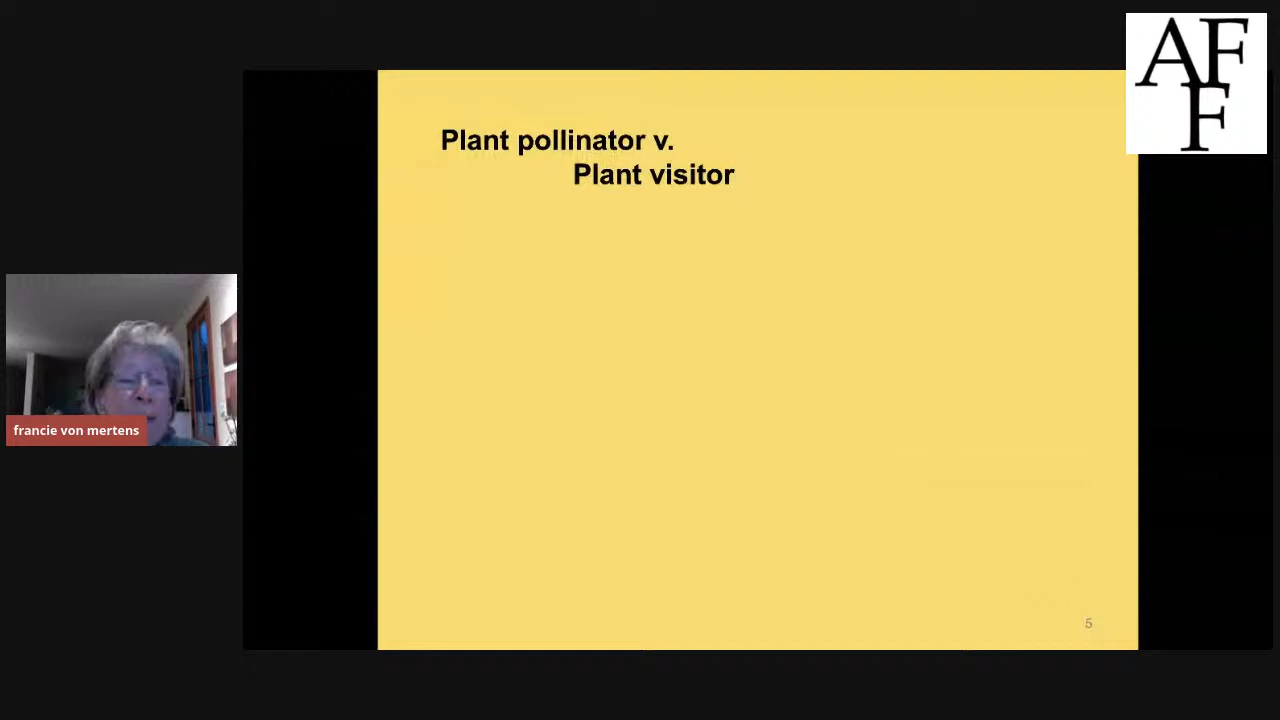 AF
F
Plant pollinator v.
Plant visitor
francie von mertens
5